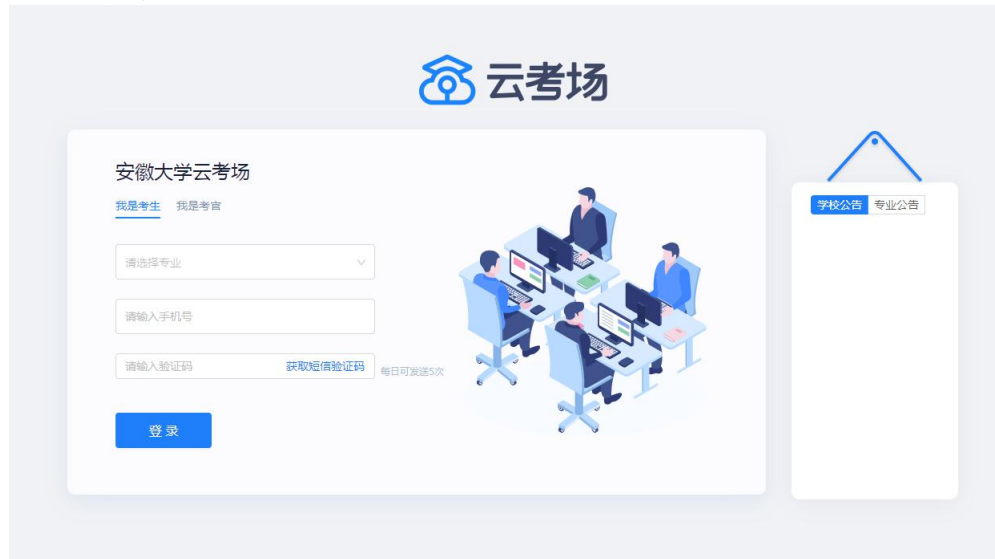 云考场
安徽大学云考场
我是考生 我是考官
请选择专业
请输入手机号
请输入验证码 获取短信验证码 每日可发送5次
登录
学校公告 专业公告